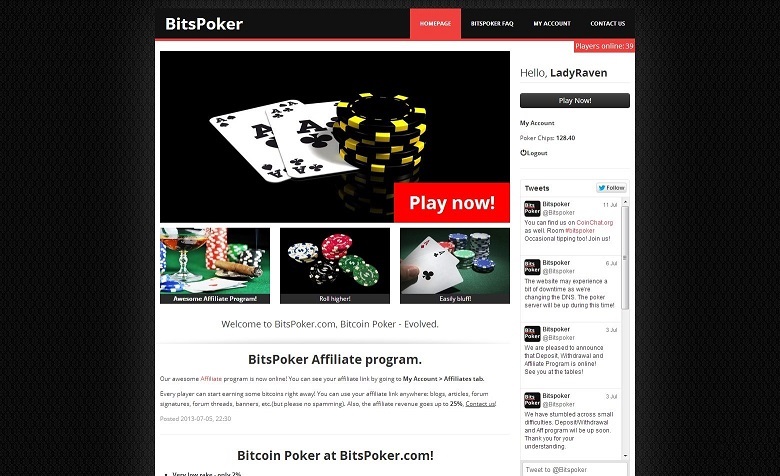 BitsPoker
HOMEPAGE
BITSPOKER FAQ
MY ACCOUNT
CONTACT US
Players online: 39
A
A
Play now!
Awesome Affiliate Program!
Roll higher!
Easily bluff!
Welcome to BitsPoker.com, Bitcoin Poker - Evolved.
BitsPoker Affiliate program.
Our awesome Affiliate program is now online! You can see your affiliate link by going to My Account > Affiliates tab.
Every player can start earning some bitcoins right away! You can use your affiliate link anywhere: blogs, articles, forum
signatures, forum threads, banners, etc.(but please no spamming). Also, the affiliate revenue goes up to 25%. Contact us!
Posted 2013-07-05, 22:30
Bitcoin Poker at BitsPoker.com!
Very low rake - only 2%
Hello, LadyRaven
Play Now!
My Account
Poker Chips: 128.40
Logout
Tweets
Follow
Bits
Poker
Bitspoker
11 Jul
@Bitspoker
You can find us on CoinChat.org
as well. Room #bitspoker
Occasional tipping too! Join us!
Bits
Poker
Bitspoker
6 Jul
@Bitspoker
The website may experience a
bit of downtime as we're
changing the DNS. The poker
server will be up during this time!
Bits
Poker
Bitspoker
3 Jul
@Bitspoker
We are pleased to announce
that Deposit, Withdrawal and
Affiliate Program is online!
See you at the tables!
Bits
Poker
Bitspoker
3 Jul
@Bitspoker
We have stumbled across small
difficulties. Deposit/Withdrawal
and Aff program will be up soon.
Thank you for your
understanding.
Tweet to @Bitspoker